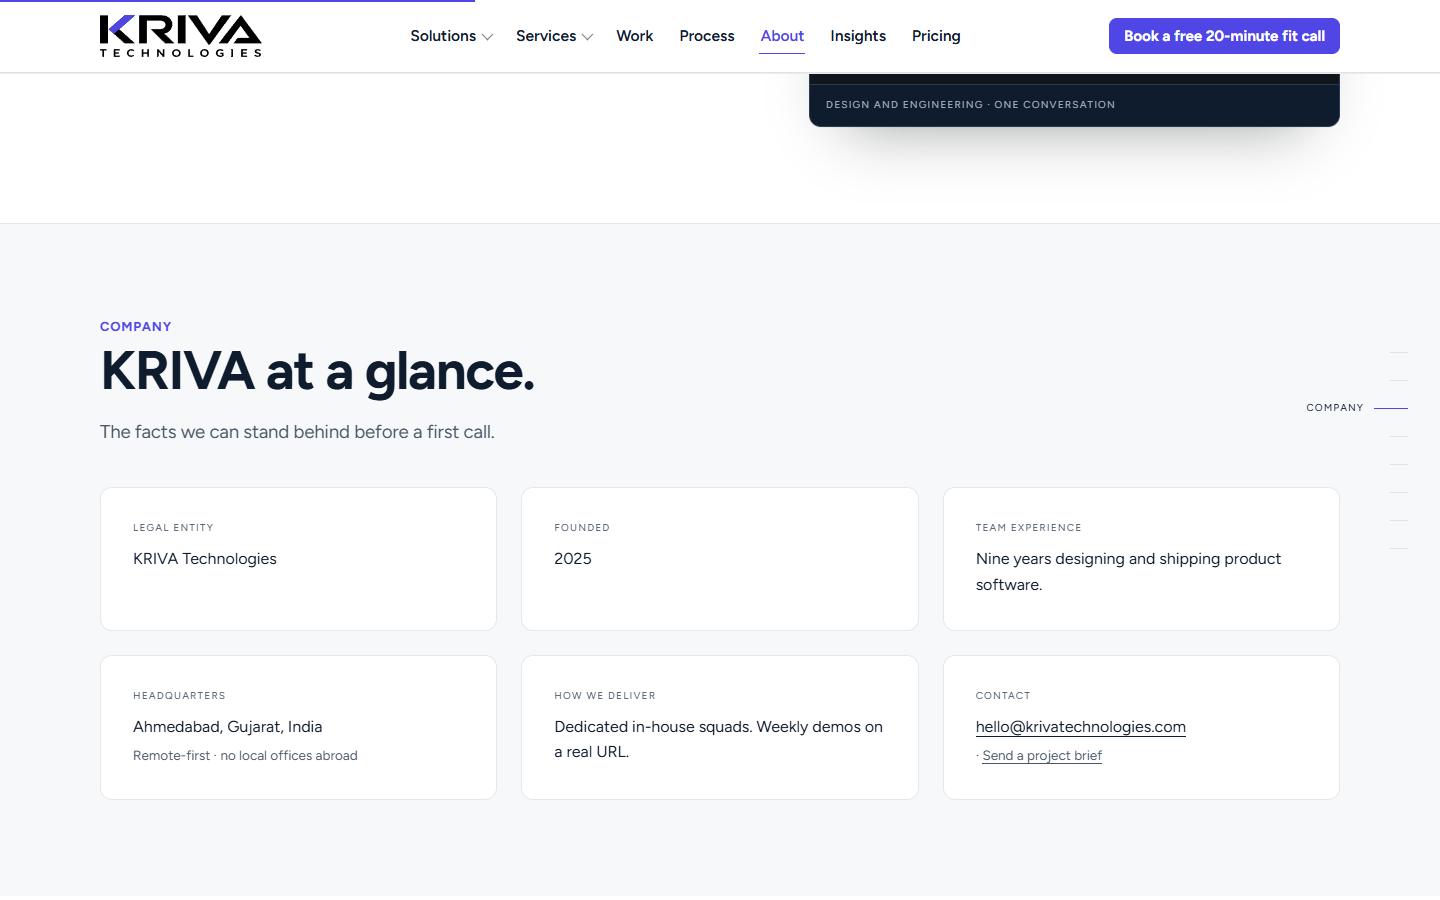 KRIVA
TECHNOLOGIES
Solutions
Services
Work
Process
About
Insights
Pricing
Book a free 20-minute fit call
DESIGN AND ENGINEERING · ONE CONVERSATION
COMPANY
KRIVA at a glance.
The facts we can stand behind before a first call.
COMPANY
LEGAL ENTITY
KRIVA Technologies
FOUNDED
2025
TEAM EXPERIENCE
Nine years designing and shipping product
software.
HEADQUARTERS
Ahmedabad, Gujarat, India
Remote-first · no local offices abroad
HOW WE DELIVER
Dedicated in-house squads. Weekly demos on
a real URL.
CONTACT
hello@krivatechnologies.com
· Send a project brief